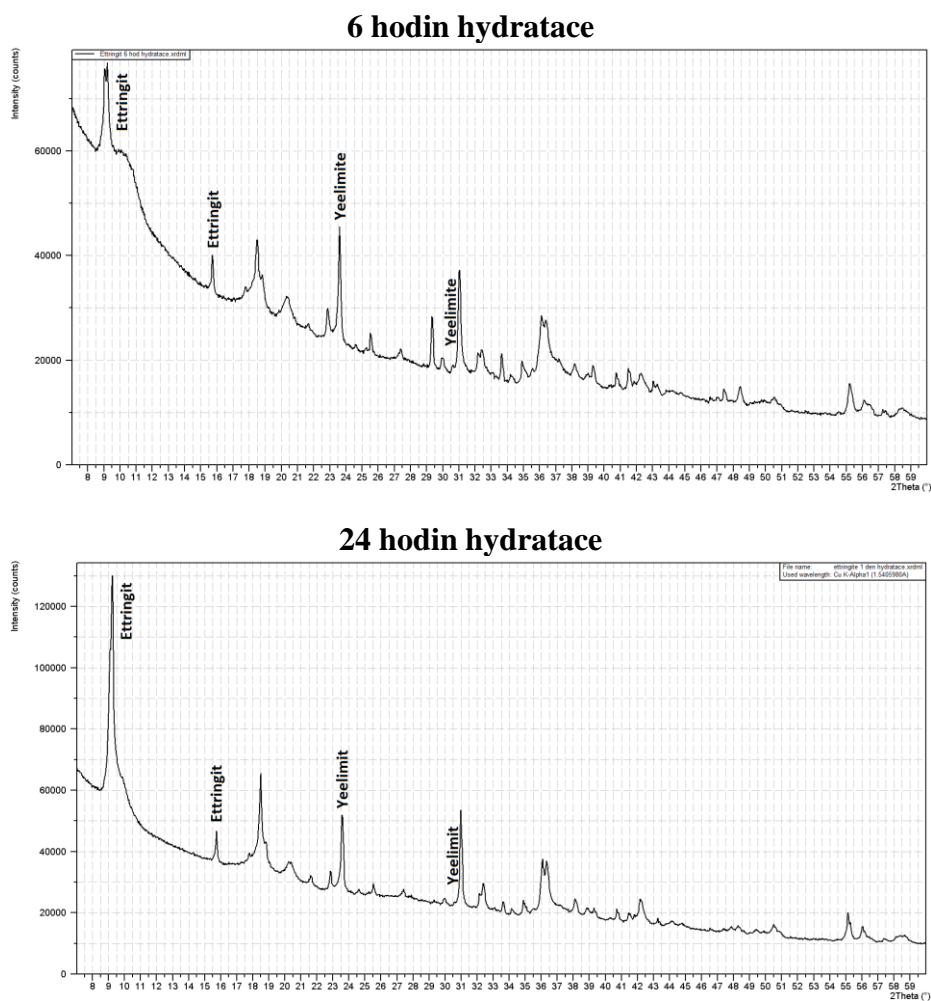 6 hodin hydratace
Ettringit 6 hod hydratace.xrdml
Intensity (counts)
Ettringit
Ettringit
Yeelimite
Yeelimite
60000
40000
20000
0
8 9 10 11 12 13 14 15 16 17 18 19 20 21 22 23 24 25 26 27 28 29 30 31 32 33 34 35 36 37 38 39 40 41 42 43 44 45 46 47 48 49 50 51 52 53 54 55 56 57 58 59
2Theta (°)
24 hodin hydratace
File name: ettringite 1 den hydratace.xrdml
Used wavelength: Cu K-Alpha1 (1.5405980A)
Intensity (counts)
Ettringit
Ettringit
Yeelimit
Yeelimit
120000
100000
80000
60000
40000
20000
0
8 9 10 11 12 13 14 15 16 17 18 19 20 21 22 23 24 25 26 27 28 29 30 31 32 33 34 35 36 37 38 39 40 41 42 43 44 45 46 47 48 49 50 51 52 53 54 55 56 57 58 59
2Theta (°)